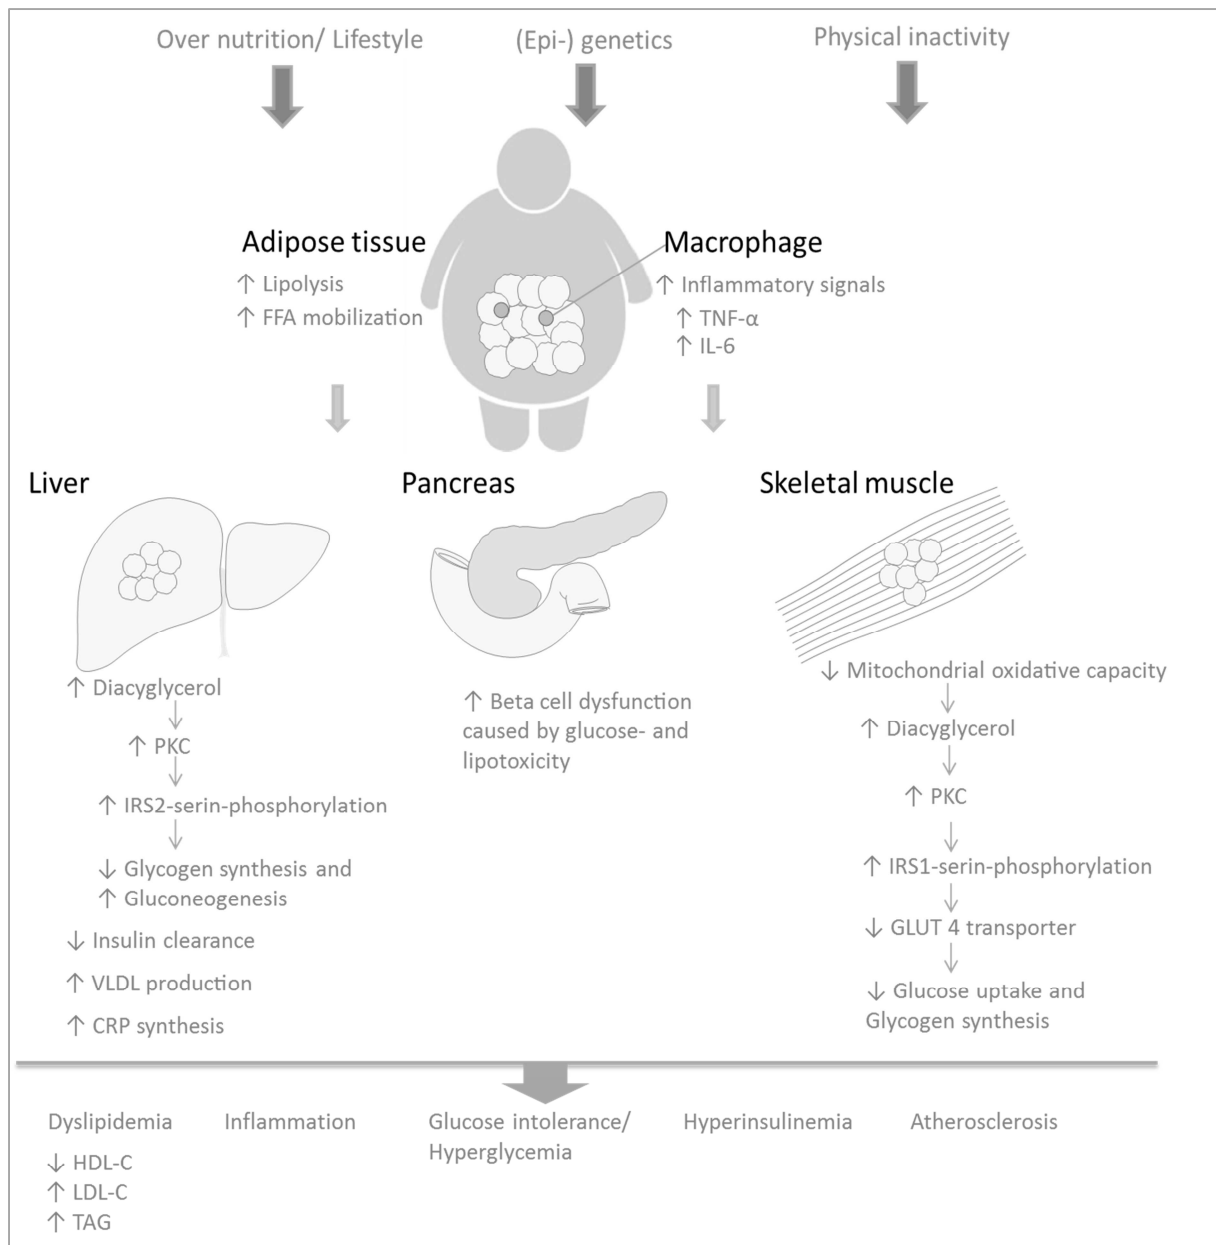 Over nutrition/ Lifestyle
(Epi-) genetics
Physical inactivity
Adipose tissue
↑ Lipolysis
↑ FFA mobilization
Macrophage
↑ Inflammatory signals
↑ TNF-α
↑ IL-6
Liver
↑ Diacyglycerol
↑ PKC
↑ IRS2-serin-phosphorylation
↓ Glycogen synthesis and
↑ Gluconeogenesis
↓ Insulin clearance
↑ VLDL production
↑ CRP synthesis
Pancreas
↑ Beta cell dysfunction
caused by glucose- and
lipotoxicity
Skeletal muscle
↓ Mitochondrial oxidative capacity
↑ Diacyglycerol
↑ PKC
↑ IRS1-serin-phosphorylation
↓ GLUT 4 transporter
↓ Glucose uptake and
Glycogen synthesis
Dyslipidemia
↓ HDL-C
↑ LDL-C
↑ TAG
Inflammation
Glucose intolerance/
Hyperglycemia
Hyperinsulinemia
Atherosclerosis